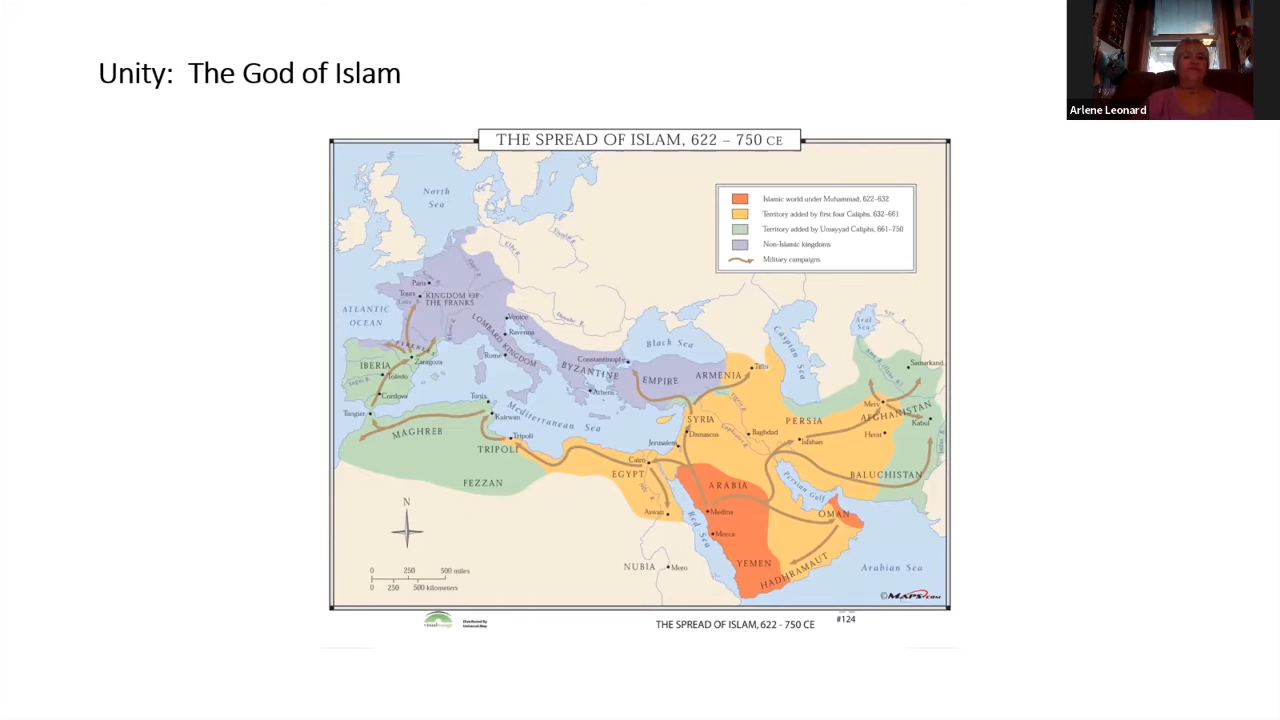 Unity: The God of Islam
Arlene Leonard
THE SPREAD OF ISLAM, 622 – 750 CE
Islamic world under Muhammad, 622-632
Territory added by first four Caliphs, 632-661
Territory added by Umayyad Caliphs, 661-750
Non-Islamic kingdoms
Military campaigns
North
Sea
Elbe R.
Paris
Tours
KINGDOM OF
THE FRANKS
ATLANTIC
OCEAN
Venice
Ravenna
LOMBARD KINGDOM
Rome
Danube R.
Black Sea
Caspian Sea
Aral
Sea
Constantinople
BYZANTINE
EMPIRE
Athens
ARMENIA
Tiflis
Samarkand
IBERIA
Zaragoza
Toledo
Cordova
Tangier
Tunis
Kairwan
Mediterranean Sea
MAGHREB
Tripoli
TRIPOLI
FEZZAN
SYRIA
Damascus
Jerusalem
Baghdad
PERSIA
Isfahan
Merv
AFGHANISTAN
Kabul
Herat
BALUCHISTAN
Cairo
EGYPT
Aswan
ARABIA
Persian Gulf
OMAN
Medina
Mecca
Red Sea
YEMEN
HADHRAMAUT
Arabian Sea
NUBIA
Mero
N
0 250 500 miles
0 250 500 kilometers
©MAPS.COM
Distributed By
Universal Map
THE SPREAD OF ISLAM, 622 - 750 CE
#124